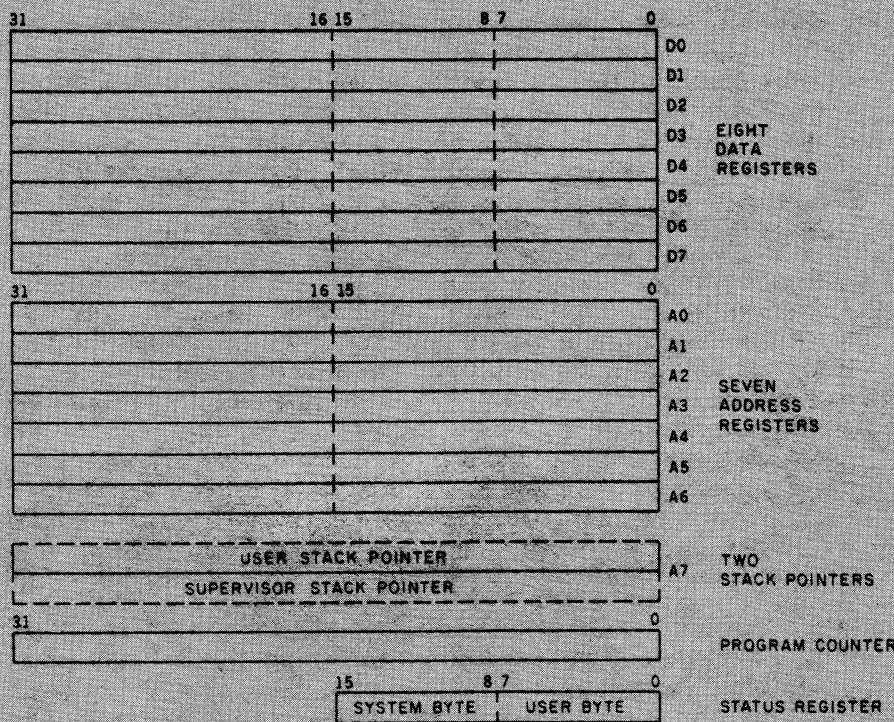 31 16 15 8 7 0
D0
D1
D2
D3
D4
D5
D6
D7
EIGHT
DATA
REGISTERS
31 16 15 0
A0
A1
A2
A3
A4
A5
A6
SEVEN
ADDRESS
REGISTERS
USER STACK POINTER
SUPERVISOR STACK POINTER
A7
TWO
STACK POINTERS
31 0
PROGRAM COUNTER
15 8 7 0
SYSTEM BYTE USER BYTE
STATUS REGISTER